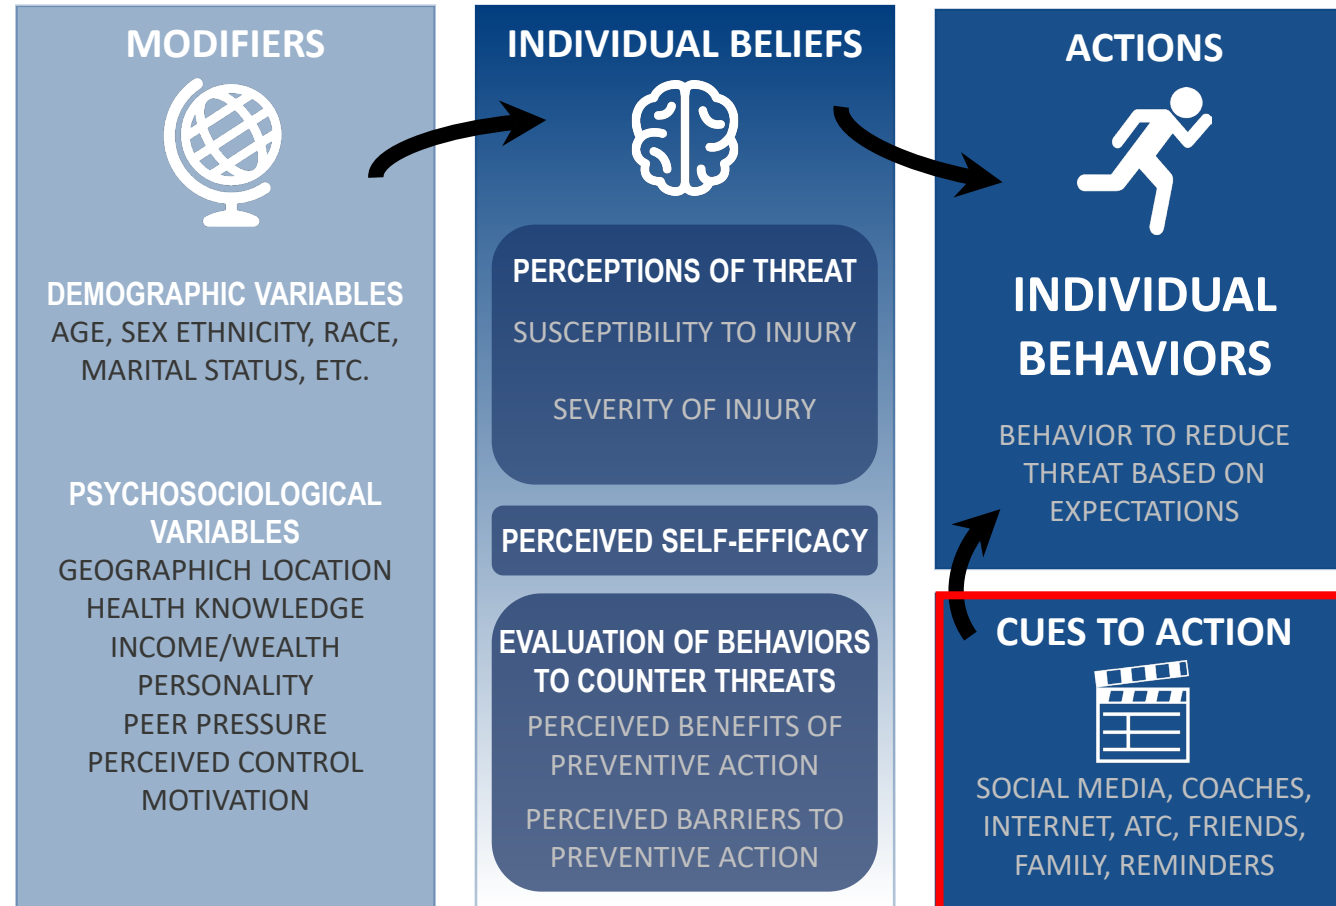 MODIFIERS
DEMOGRAPHIC VARIABLES
AGE, SEX ETHNICITY, RACE,
MARITAL STATUS, ETC.
PSYCHOSOCIOLOGICAL
VARIABLES
GEOGRAPHICH LOCATION
HEALTH KNOWLEDGE
INCOME/WEALTH
PERSONALITY
PEER PRESSURE
PERCEIVED CONTROL
MOTIVATION
INDIVIDUAL BELIEFS
PERCEPTIONS OF THREAT
SUSCEPTIBILITY TO INJURY
SEVERITY OF INJURY
PERCEIVED SELF-EFFICACY
EVALUATION OF BEHAVIORS
TO COUNTER THREATS
PERCEIVED BENEFITS OF
PREVENTIVE ACTION
PERCEIVED BARRIERS TO
PREVENTIVE ACTION
ACTIONS
INDIVIDUAL
BEHAVIORS
BEHAVIOR TO REDUCE
THREAT BASED ON
EXPECTATIONS
CUES TO ACTION
SOCIAL MEDIA, COACHES,
INTERNET, ATC, FRIENDS,
FAMILY, REMINDERS